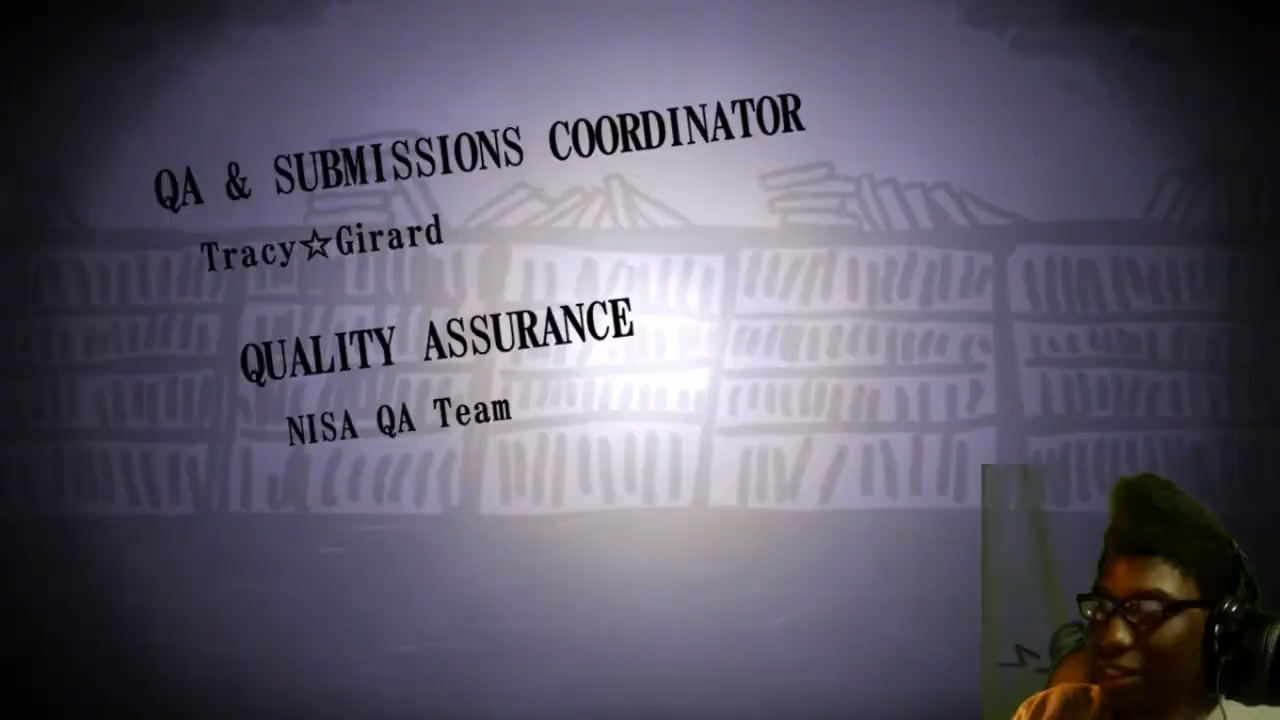 QA & SUBMISSIONS COORDINATOR
Tracy☆Girard
QUALITY ASSURANCE
NISA QA Team